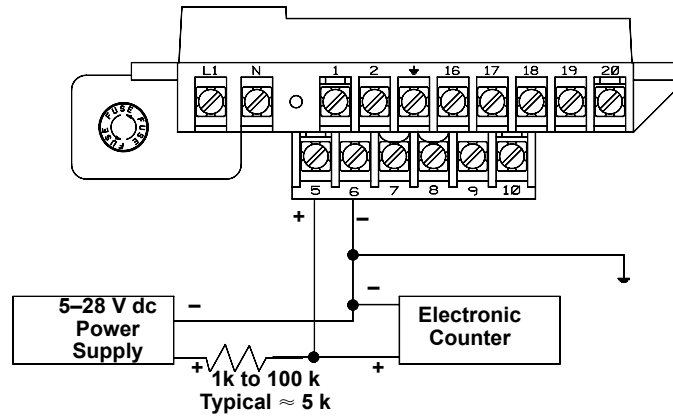 L1 N 1 2 16 17 18 19 20
FUSE FUSE FUSE FUSE
5 6 7 8 9 10
+ –
–
5–28 V dc
Power
Supply
–
+
1k to 100 k
Typical ≈ 5 k
Electronic
Counter
+